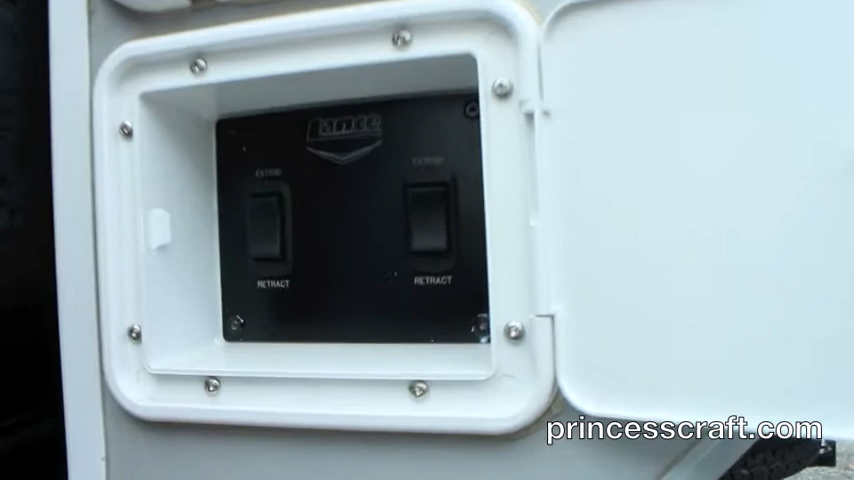 Lance
EXTEND
EXTEND
RETRACT
RETRACT
princesscraft.com